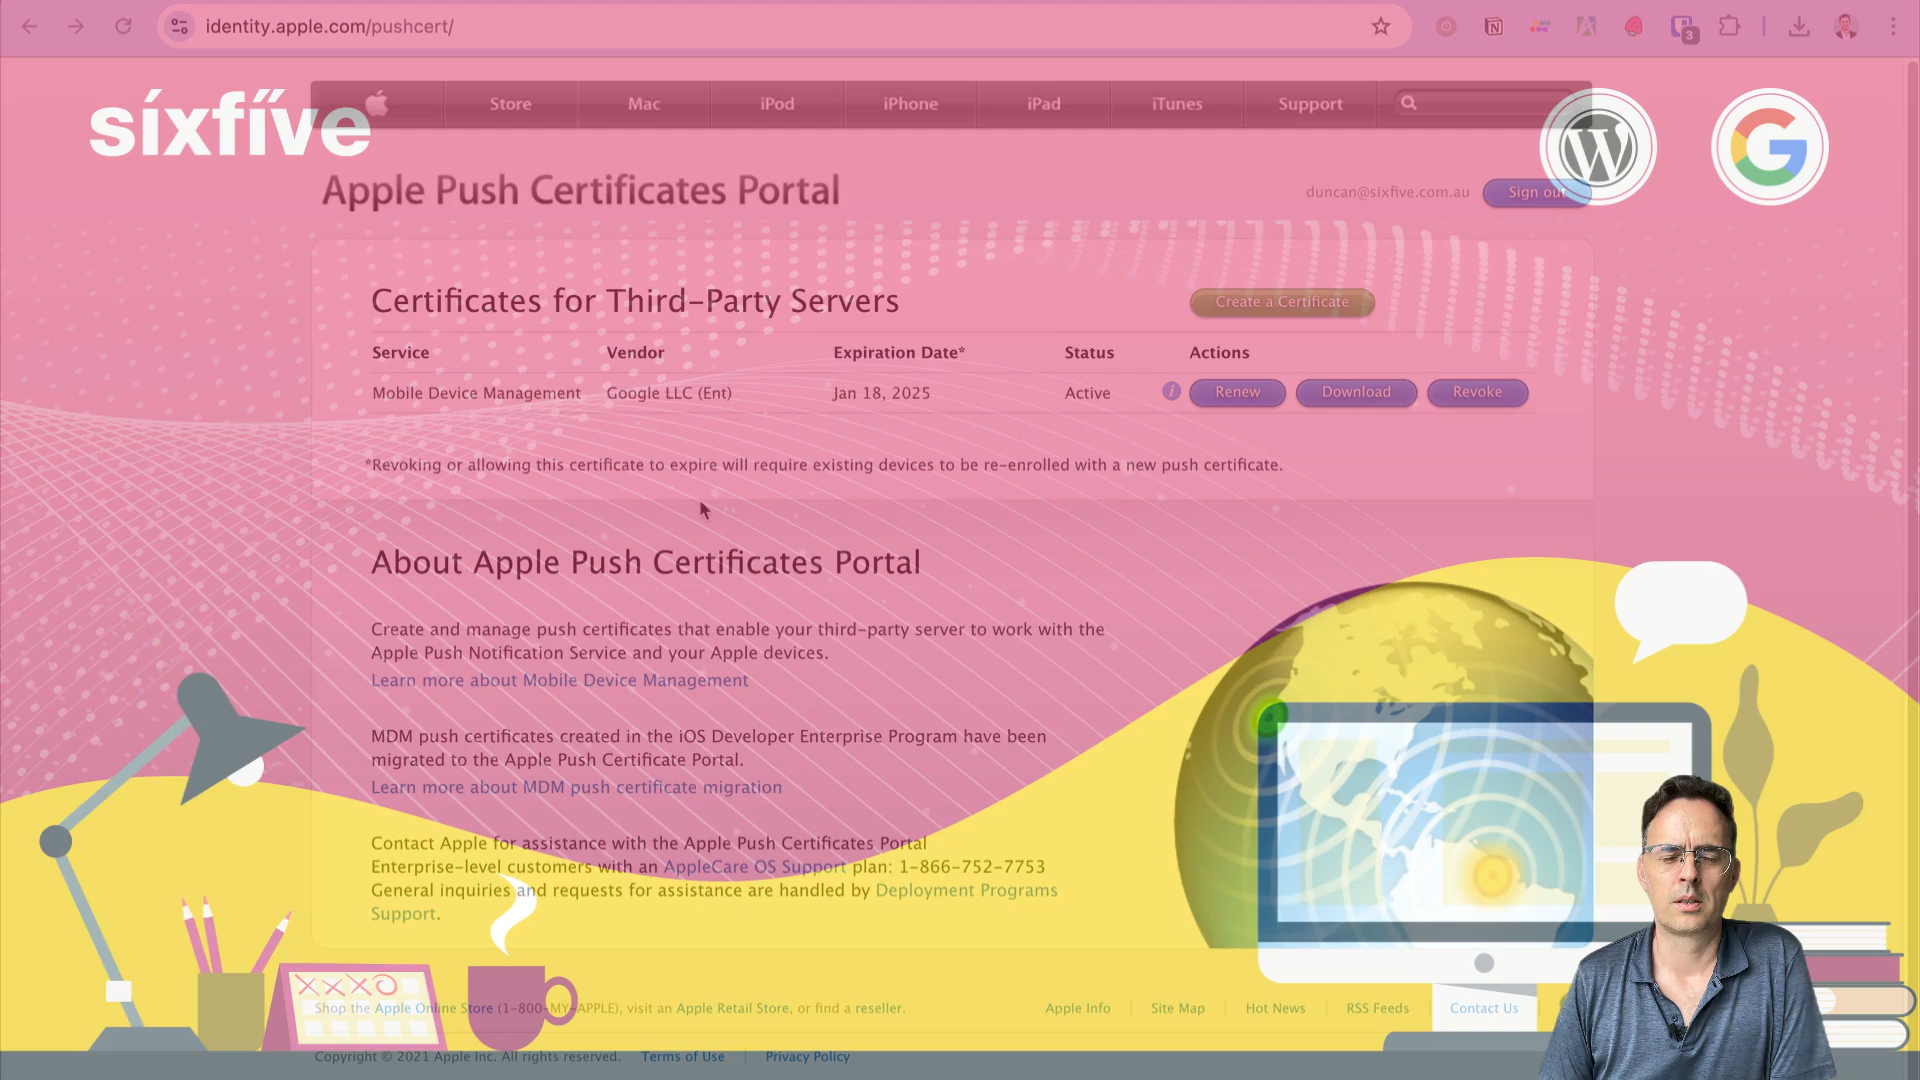 identity.apple.com/pushcert/
3
síxfíve
Store Mac iPod iPhone iPad iTunes Support
Apple Push Certificates Portal
duncan@sixfive.com.au Sign out
Certificates for Third-Party Servers
Create a Certificate
Service Vendor Expiration Date* Status Actions
Mobile Device Management Google LLC (Ent) Jan 18, 2025 Active Renew Download Revoke
*Revoking or allowing this certificate to expire will require existing devices to be re-enrolled with a new push certificate.
About Apple Push Certificates Portal
Create and manage push certificates that enable your third-party server to work with the
Apple Push Notification Service and your Apple devices.
Learn more about Mobile Device Management
MDM push certificates created in the iOS Developer Enterprise Program have been
migrated to the Apple Push Certificate Portal.
Learn more about MDM push certificate migration
Contact Apple for assistance with the Apple Push Certificates Portal
Enterprise-level customers with an AppleCare OS Support plan: 1-866-752-7753
General inquiries and requests for assistance are handled by Deployment Programs
Support.
Shop the Apple Online Store (1-800-MY-APPLE), visit an Apple Retail Store, or find a reseller.
Apple Info Site Map Hot News RSS Feeds Contact Us
Copyright © 2021 Apple Inc. All rights reserved. Terms of Use Privacy Policy